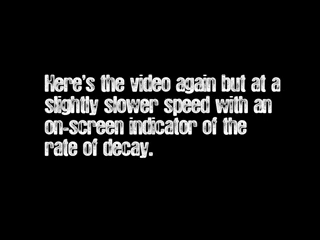 Here's the video again but at a
slightly slower speed with an
on-screen indicator of the
rate of decay.